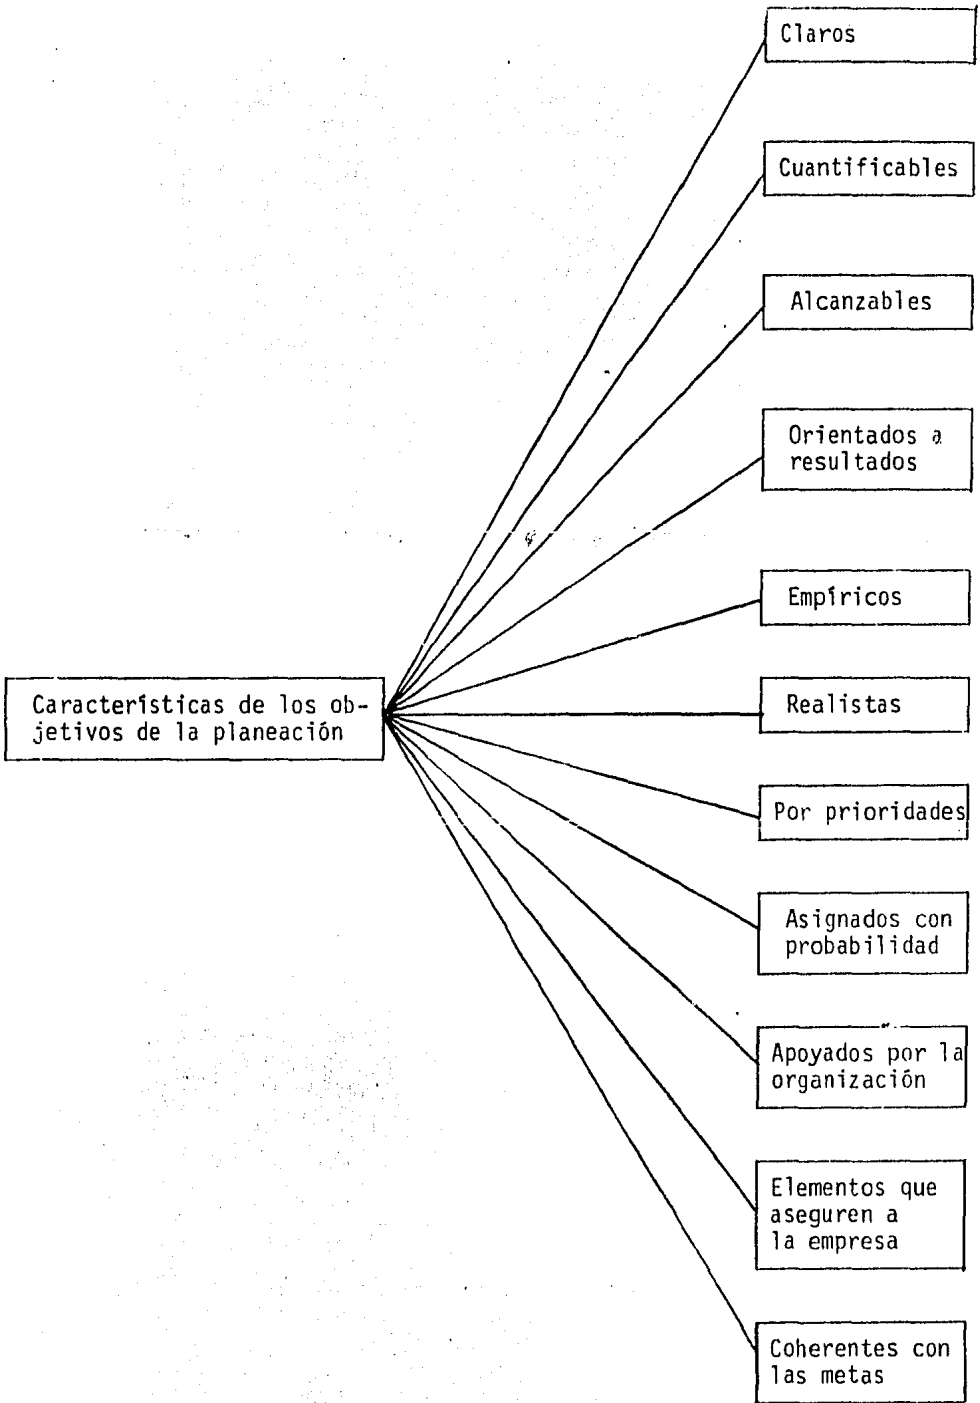 Claros
Cuantificables
Alcanzables
Orientados a
resultados
Empíricos
Características de los ob-
jetivos de la planeación
Realistas
Por prioridades
Asignados con
probabilidad
Apoyados por la
organización
Elementos que
aseguren a
la empresa
Coherentes con
las metas